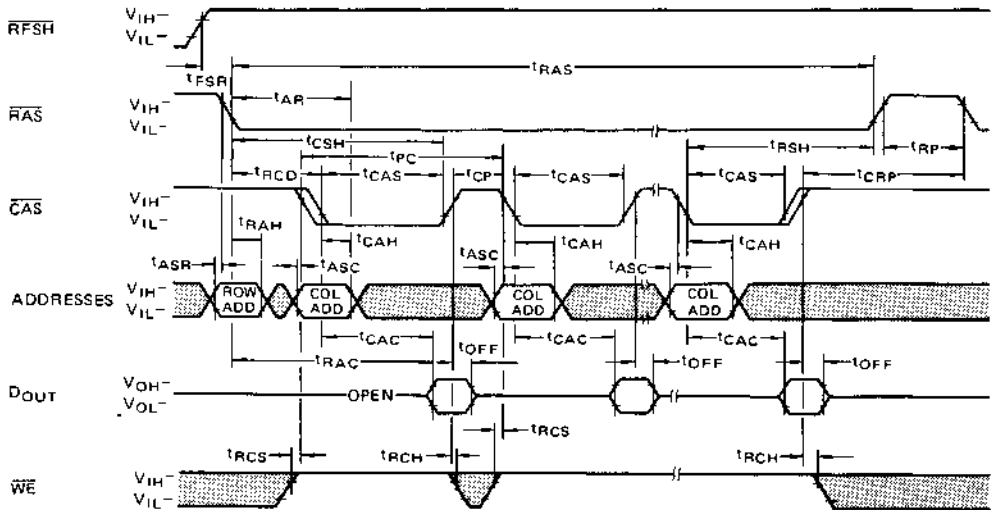 RFSH VIH-
VIL-
tFSR tRAS
tAR
RAS VIH-
VIL-
tCSH tRSH tRP
tPC
tRCD tCAS tCP tCAS tCAS tCRP
CAS VIH-
VIL-
tRAH tCAH tCAH tCAH
tASR tASC tASC tASC
ADDRESSES VIH-
VIL-
ROW ADD COL ADD COL ADD COL ADD
tCAC tOFF tCAC tOFF tCAC tOFF
tRAC
DOUT VOH-
VOL-
OPEN
tRCS
tRCS tRCH tRCH
WE VIH-
VIL-